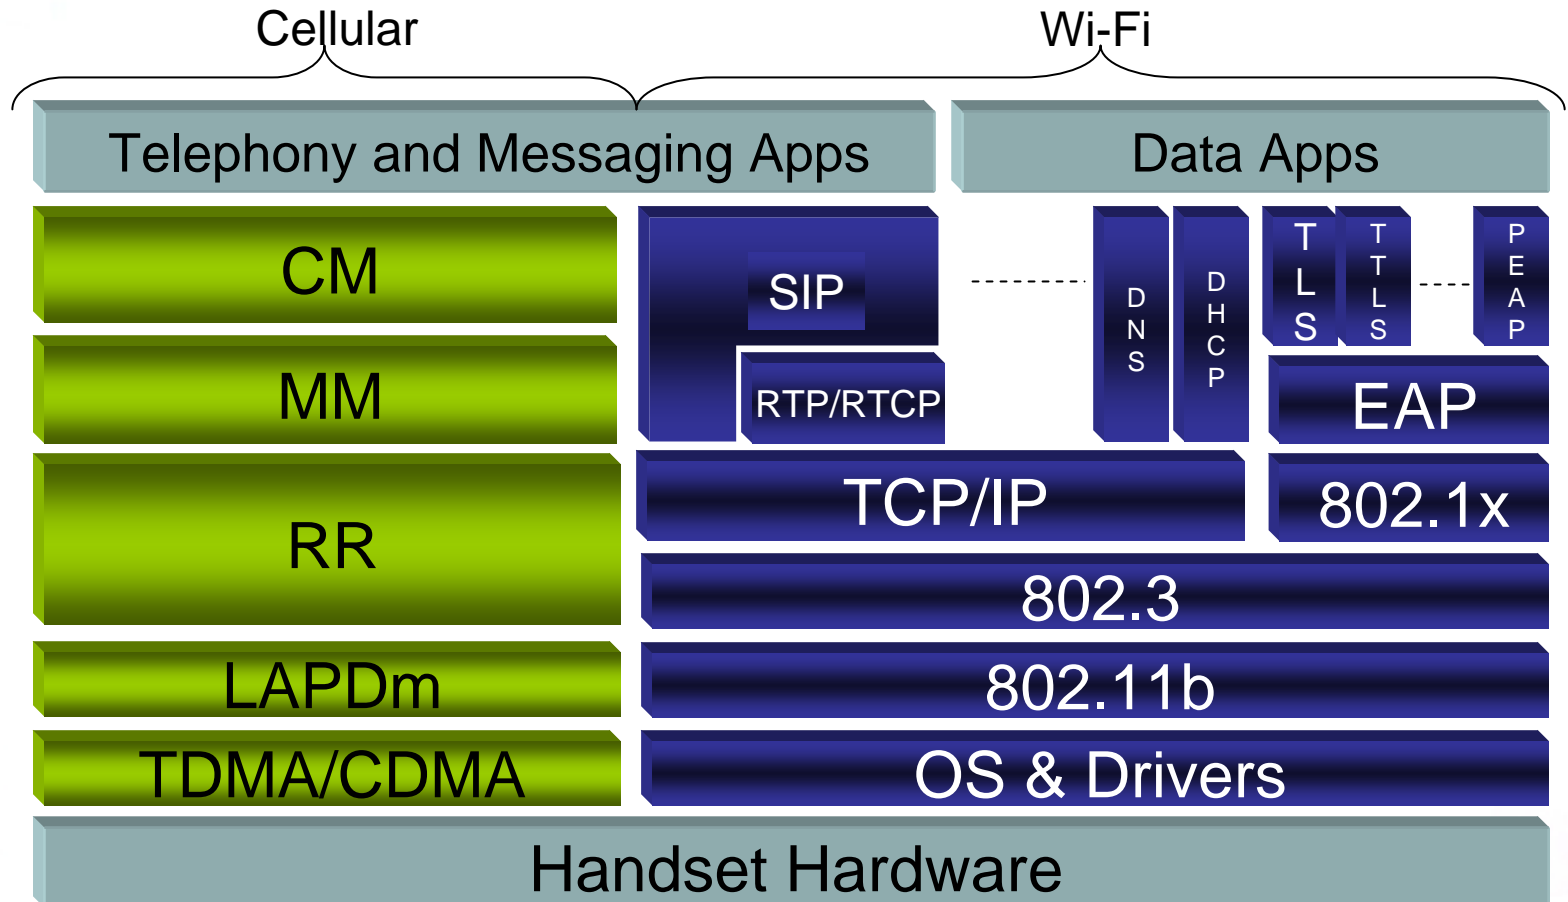 Cellular
Wi-Fi
Telephony and Messaging Apps
Data Apps
CM
MM
RR
LAPDm
TDMA/CDMA
SIP
RTP/RTCP
DNS
DHCP
TLS
TTLS
PEAP
EAP
TCP/IP
802.1x
802.3
802.11b
OS & Drivers
Handset Hardware